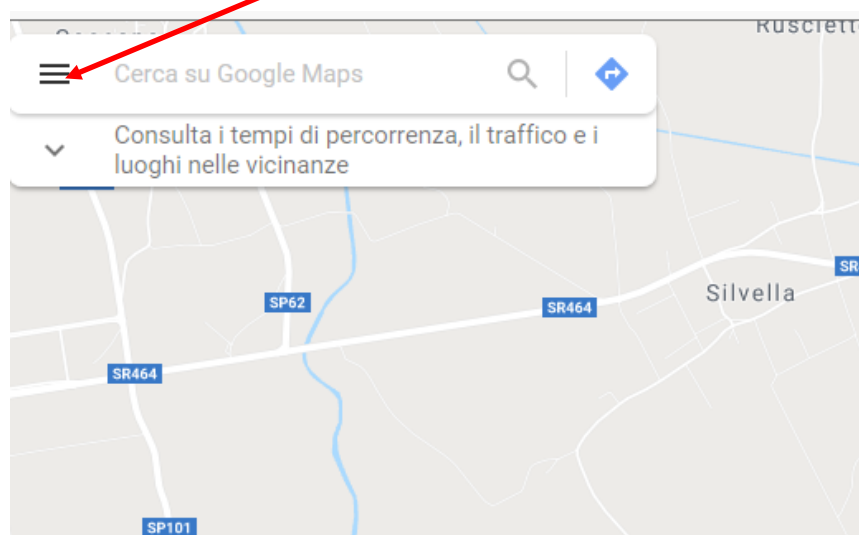 Cerca su Google Maps
Consulta i tempi di percorrenza, il traffico e i
luoghi nelle vicinanze
SR
Silvella
SP62
SR464
SR464
SP101